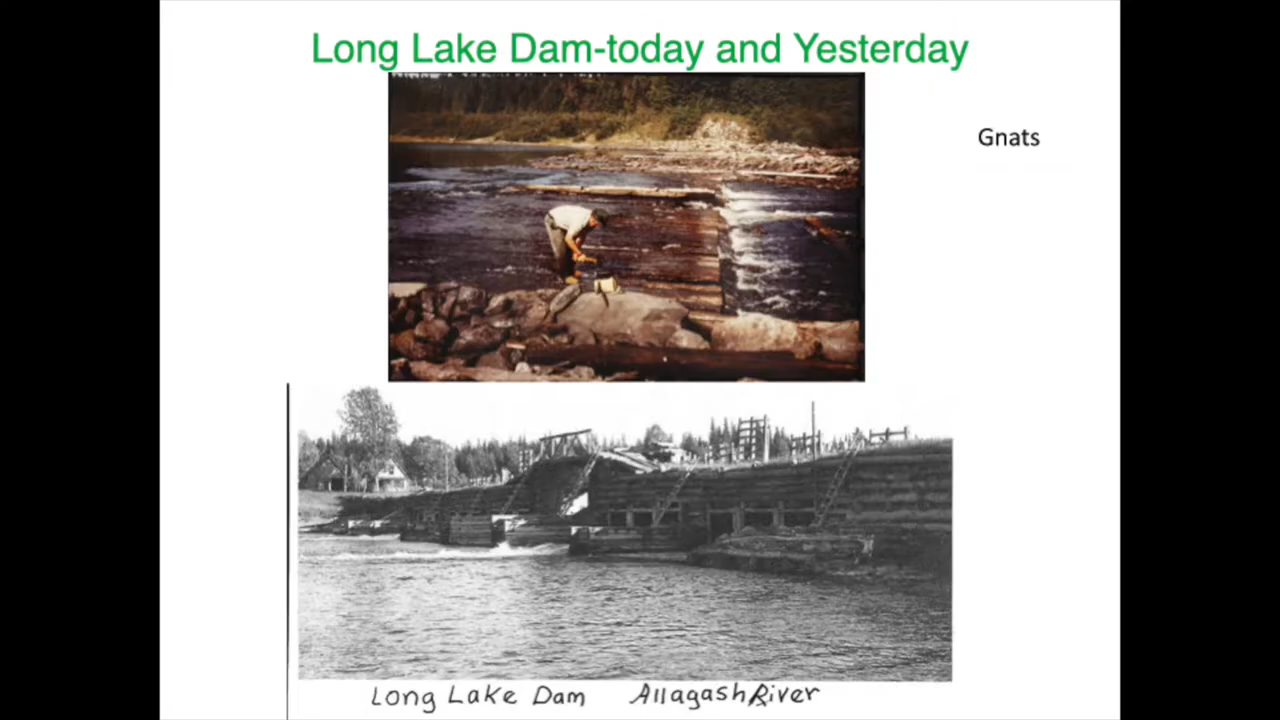 Long Lake Dam-today and Yesterday
Gnats
Long Lake Dam Allagash River